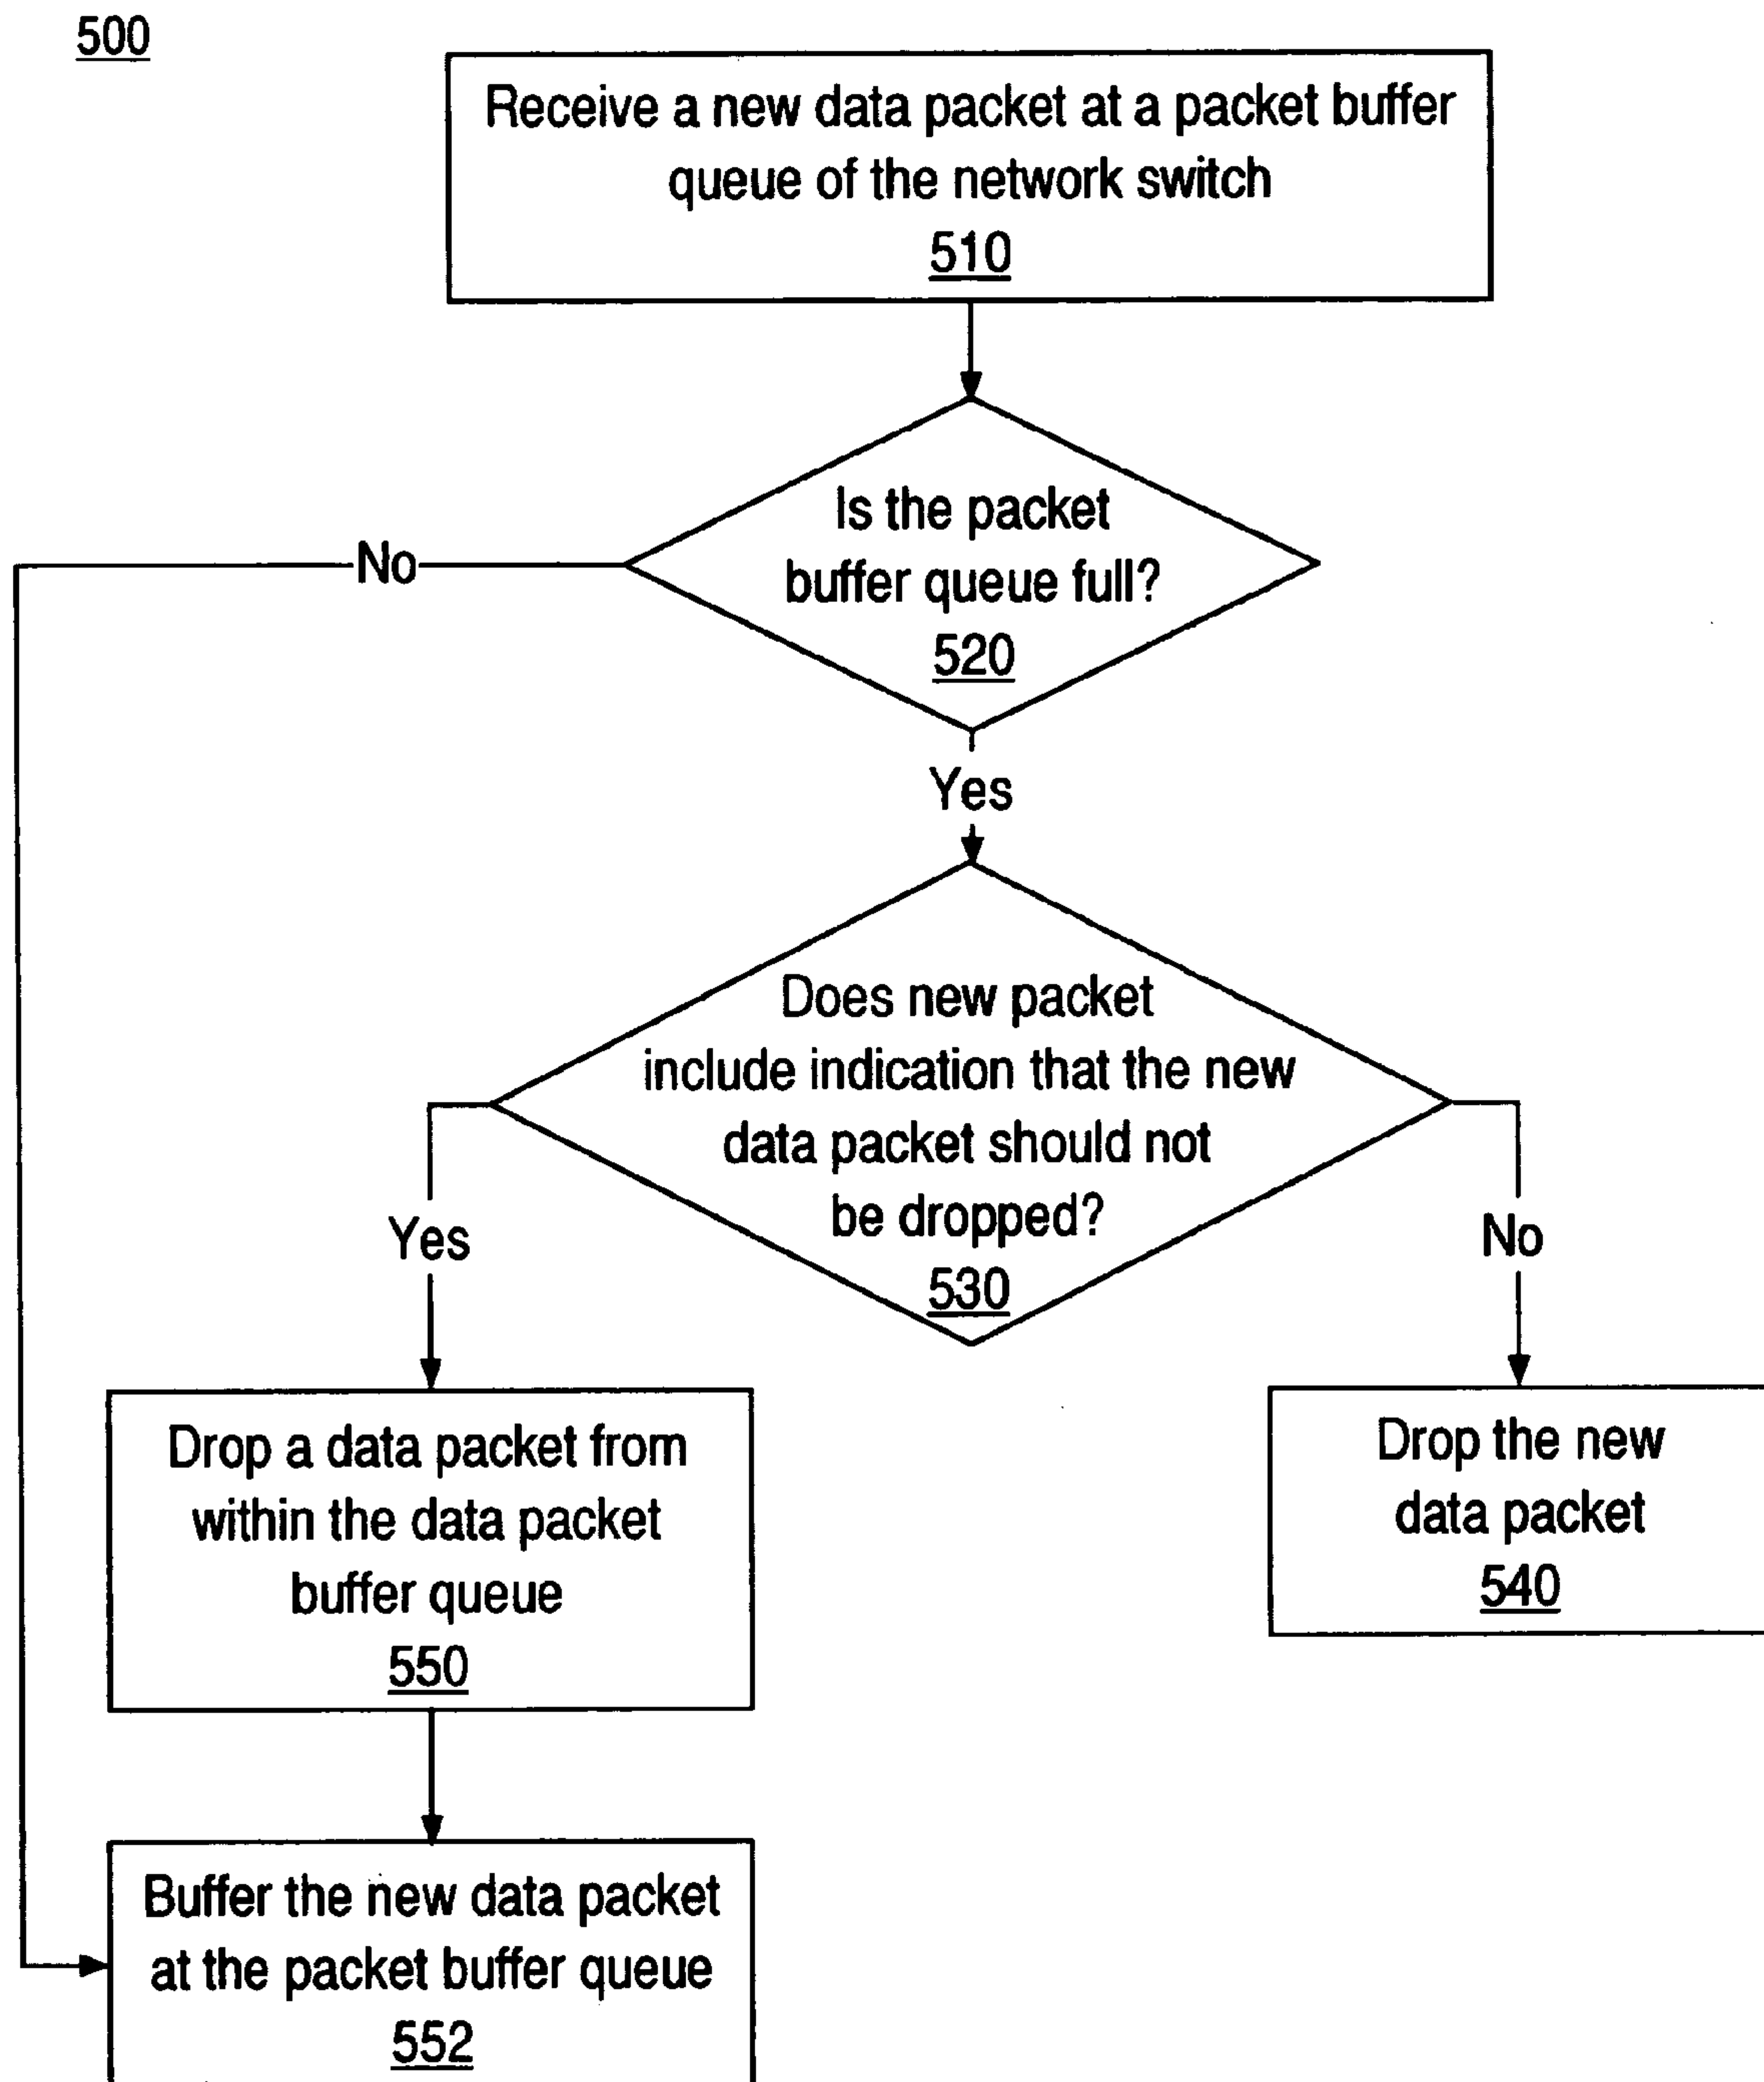 500
Receive a new data packet at a packet buffer
queue of the network switch
510
Is the packet
buffer queue full?
520
No
Yes
Does new packet
include indication that the new
data packet should not
be dropped?
530
Yes
No
Drop a data packet from
within the data packet
buffer queue
550
Drop the new
data packet
540
Buffer the new data packet
at the packet buffer queue
552